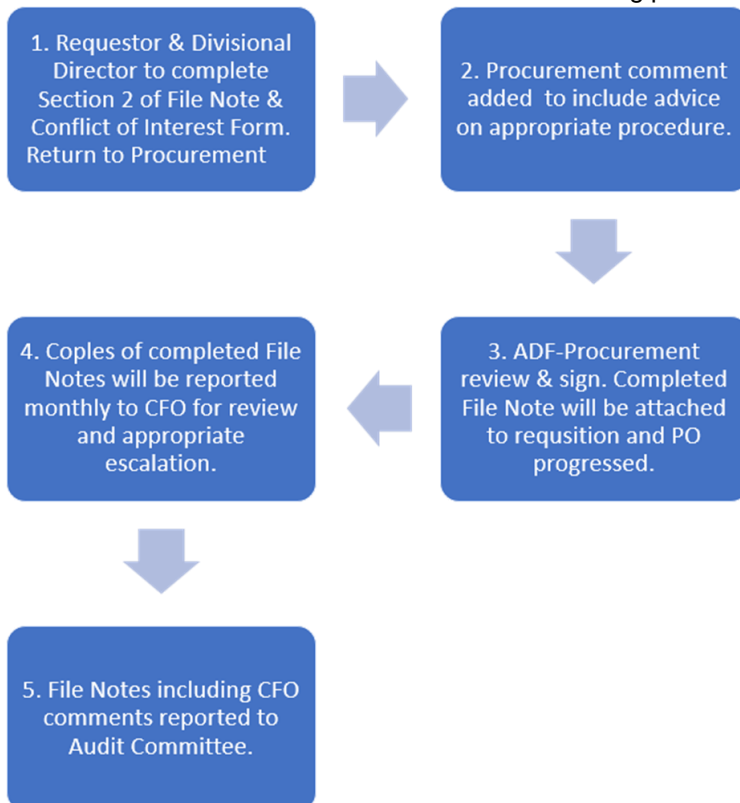 1. Requestor & Divisional
Director to complete
Section 2 of File Note &
Conflict of Interest Form.
Return to Procurement
2. Procurement comment
added to include advice
on appropriate procedure.
3. ADF-Procurement
review & sign. Completed
File Note will be attached
to requsition and PO
progressed.
4. Coples of completed File
Notes will be reported
monthly to CFO for review
and appropriate
escalation.
5. File Notes including CFO
comments reported to
Audit Committee.